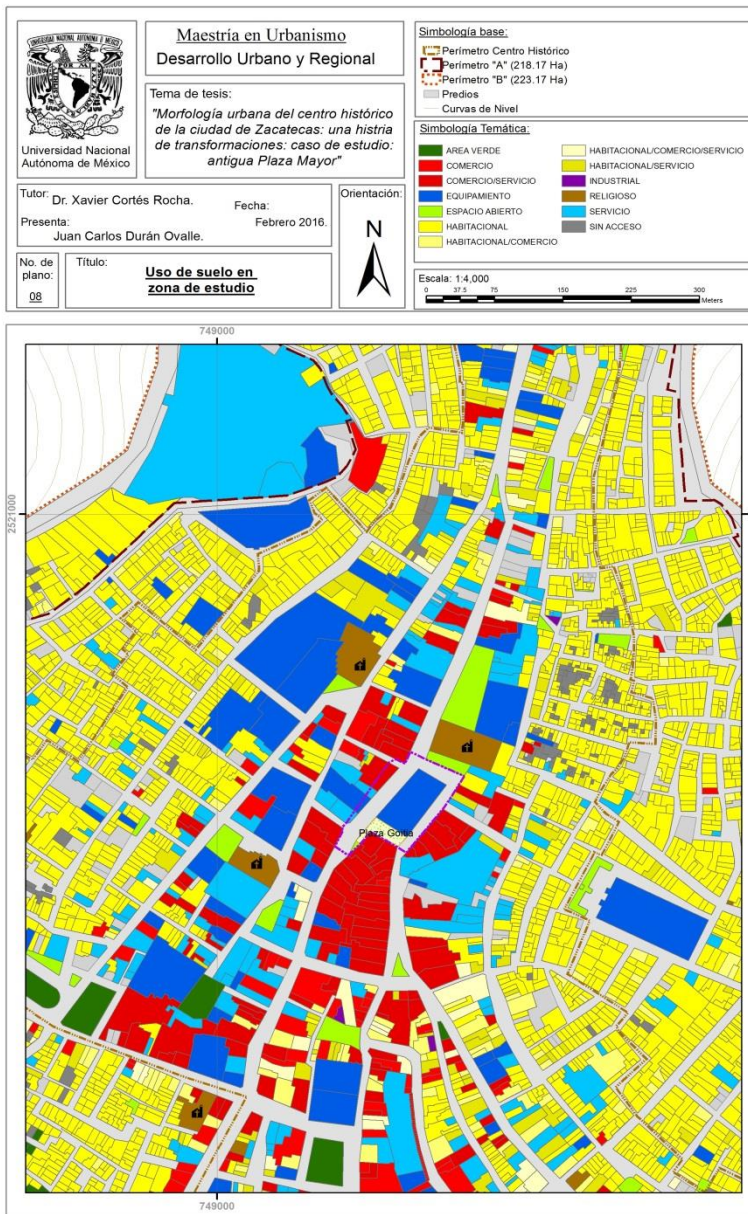 UNIVERSIDAD NACIONAL AVTÓNOMA DE MÉXICO
Universidad Nacional
Autónoma de México
Maestría en Urbanismo
Desarrollo Urbano y Regional
Tema de tesis:
"Morfología urbana del centro histórico
de la ciudad de Zacatecas: una histria
de transformaciones: caso de estudio:
antigua Plaza Mayor"
Tutor: Dr. Xavier Cortés Rocha.
Fecha:
Febrero 2016.
Presenta:
Juan Carlos Durán Ovalle.
Orientación:
N
No. de
plano:
08
Título:
Uso de suelo en
zona de estudio
Simbología base:
Perímetro Centro Histórico
Perímetro "A" (218.17 Ha)
Perímetro "B" (223.17 Ha)
Predios
Curvas de Nivel
Simbología Temática:
AREA VERDE
COMERCIO
COMERCIO/SERVICIO
EQUIPAMIENTO
ESPACIO ABIERTO
HABITACIONAL
HABITACIONAL/COMERCIO
HABITACIONAL/COMERCIO/SERVICIO
HABITACIONAL/SERVICIO
INDUSTRIAL
RELIGIOSO
SERVICIO
SIN ACCESO
Escala: 1:4,000
0 37.5 75 150 225 300
Meters
749000
2521000
Plaza Goitia
749000